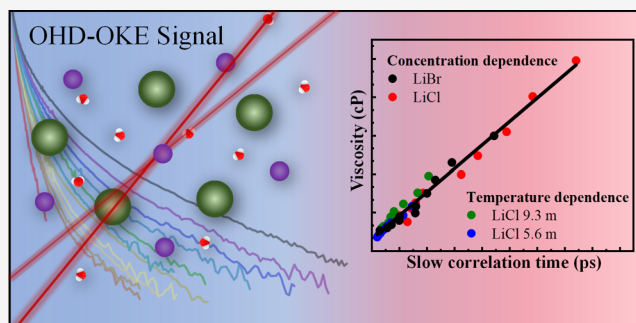 OHD-OKE Signal
Concentration dependence
LiBr
LiCl
Temperature dependence
LiCl 9.3 m
LiCl 5.6 m
Viscosity (cP)
Slow correlation time (ps)